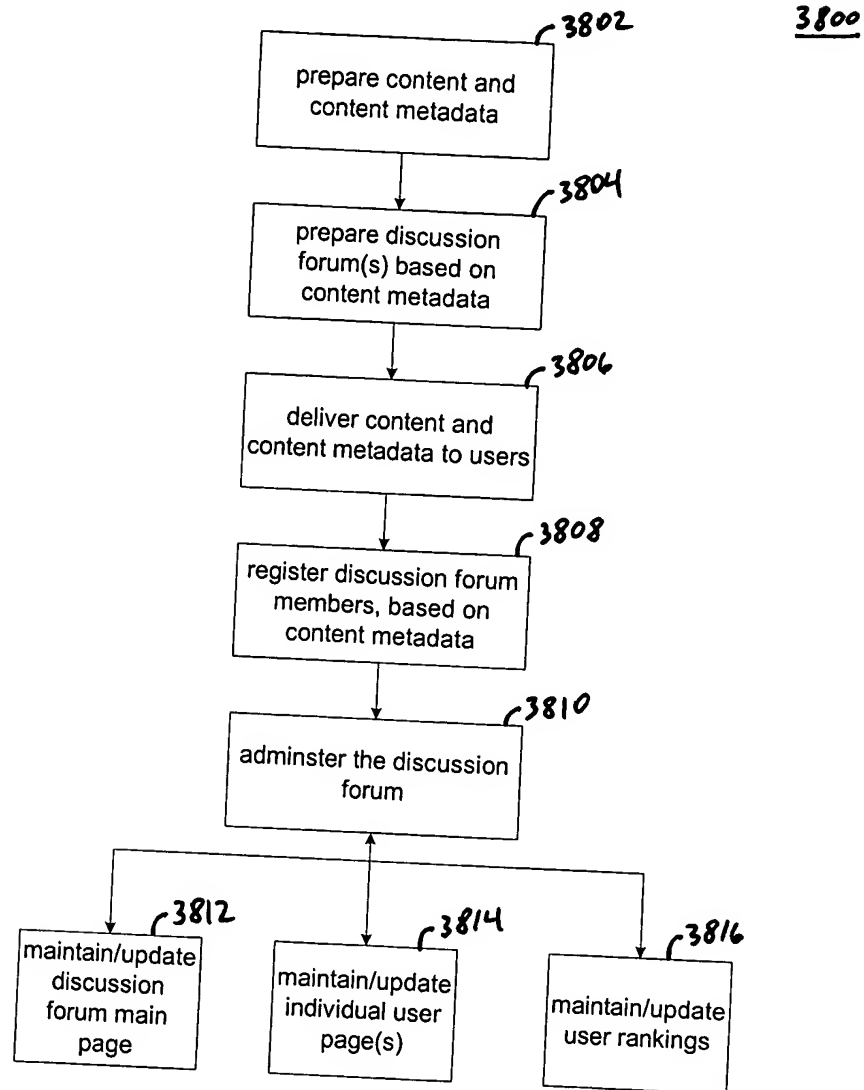 3800
3802
prepare content and
content metadata
3804
prepare discussion
forum(s) based on
content metadata
3806
deliver content and
content metadata to users
3808
register discussion forum
members, based on
content metadata
3810
adminster the discussion
forum
3812
maintain/update
discussion
forum main
page
3814
maintain/update
individual user
page(s)
3816
maintain/update
user rankings